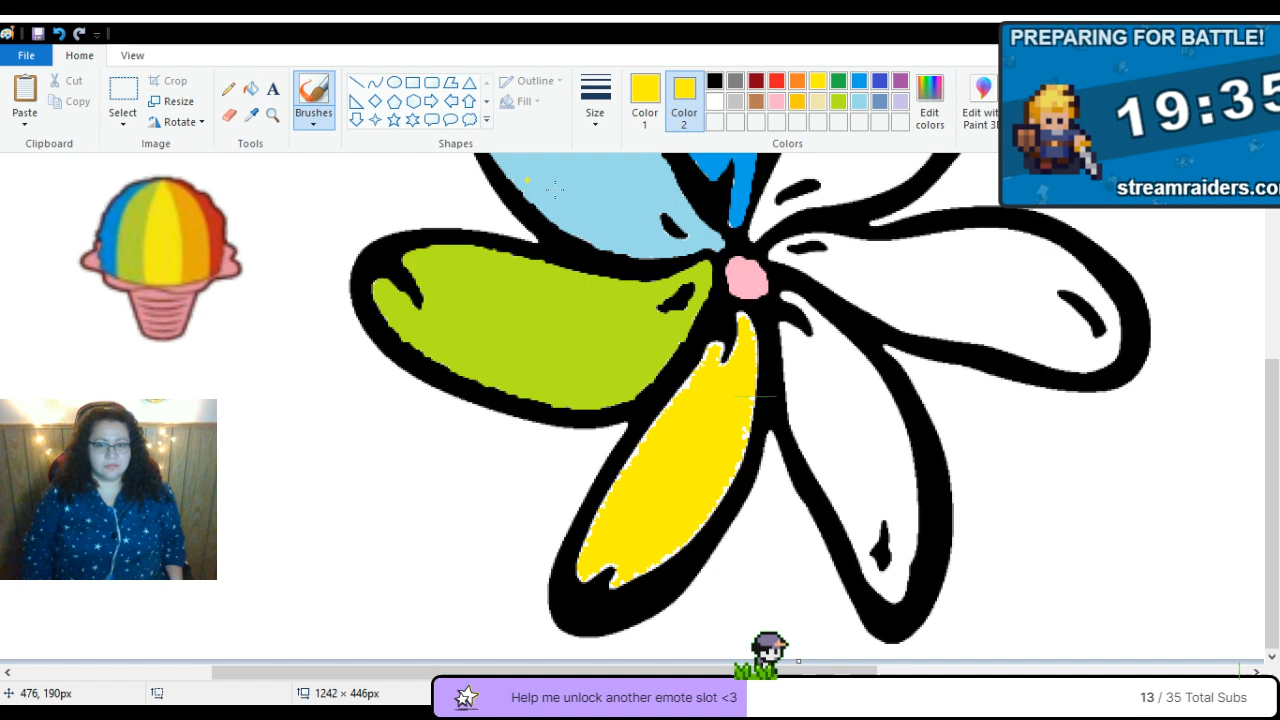 File
Home
View
Paste
Cut
Copy
Clipboard
Select
Crop
Resize
Rotate
Image
A
Tools
Brushes
Outline
Fill
Shapes
Size
Color 1
Color 2
Edit colors
Colors
Edit with Paint 3D
PREPARING FOR BATTLE!
19:35
streamraiders.co
476, 190px
1242 × 446px
Help me unlock another emote slot <3
13 / 35 Total Subs